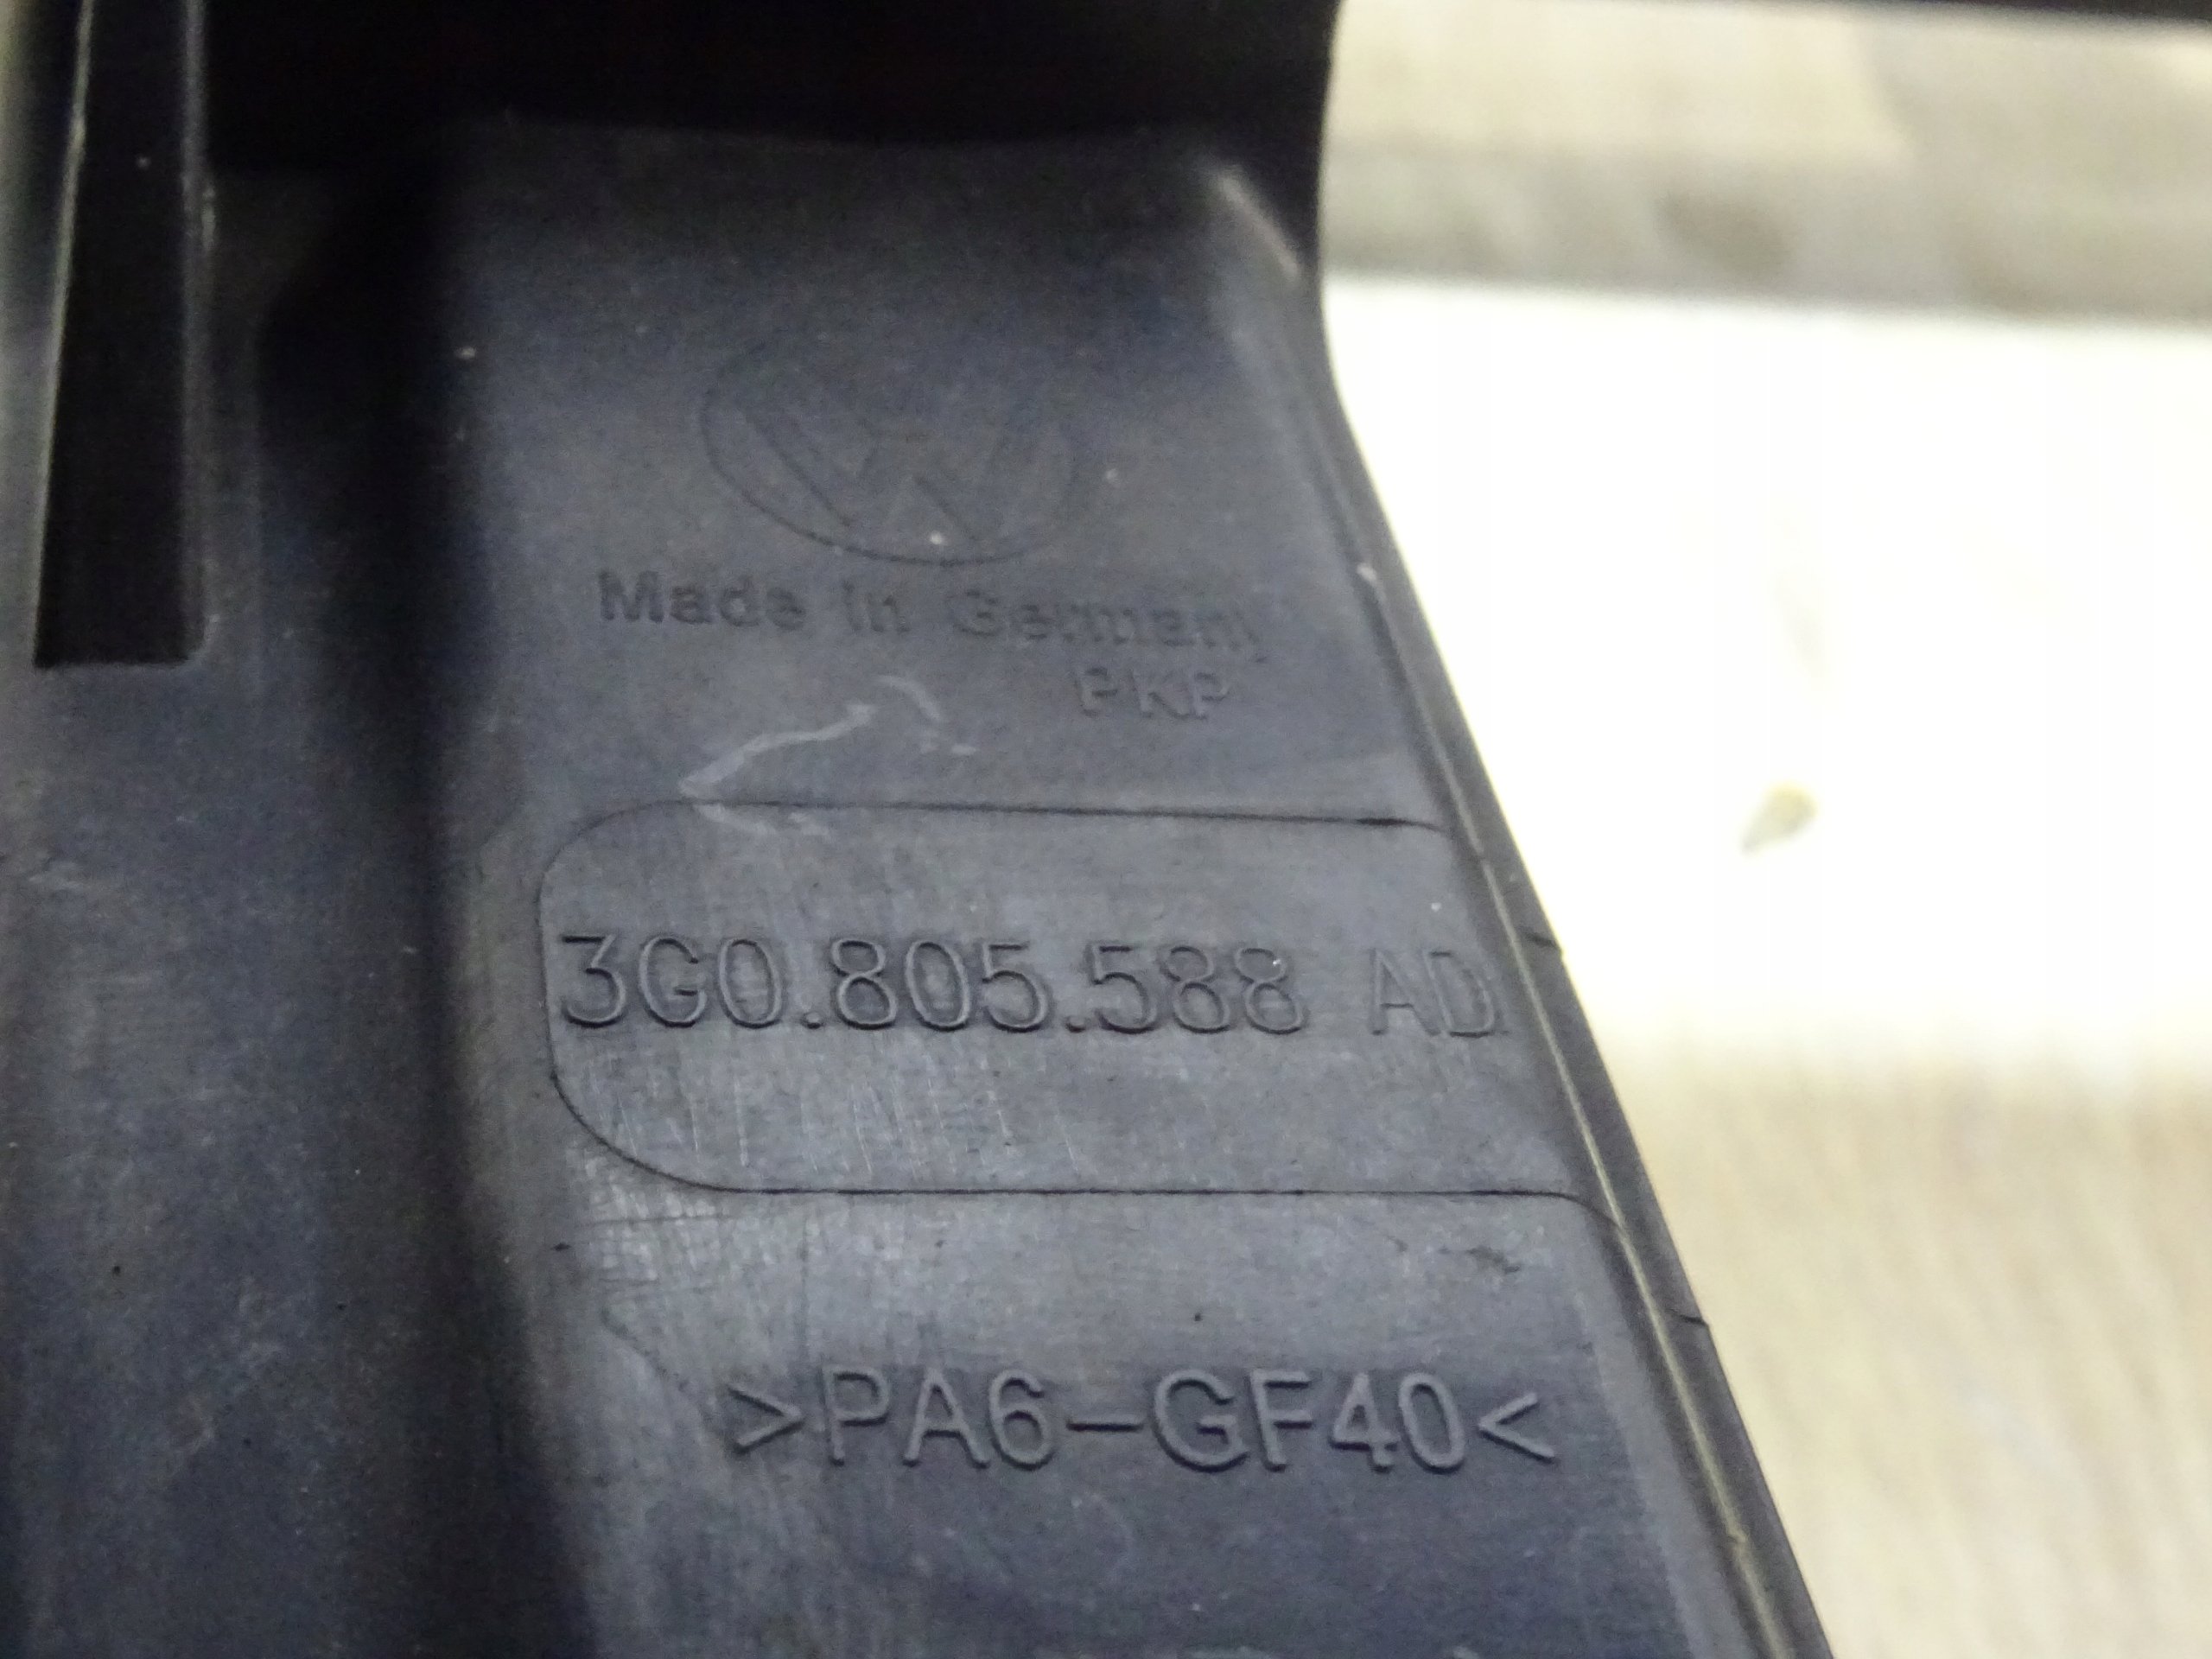 Made in Germany
PKP
3G0.805.588 AD
>PA6-GF40<